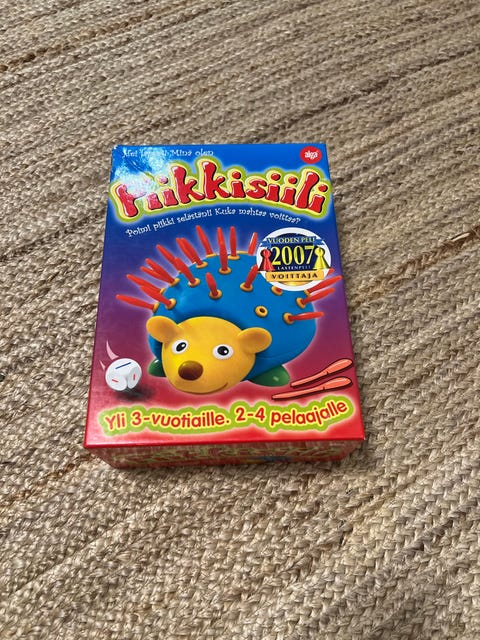 Hei Minä olen
alga
Piikkisiili
Poimi piikki selästäni! Kuka mahtaa voittaa?
VUODEN PELI
2007
LASTENPELI
VOITTAJA
Yli 3-vuotiaille. 2-4 pelaajalle